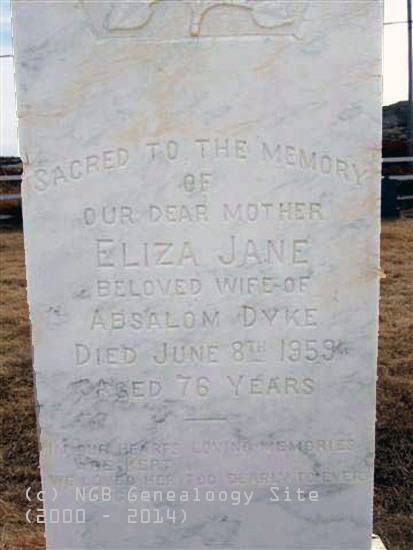 SACRED TO THE MEMORY
OF
OUR DEAR MOTHER
ELIZA JANE
BELOVED WIFE OF
ABSALOM DYKE
DIED JUNE 8TH 1959
AGED 76 YEARS
IN OUR HEARTS LOVING MEMORIES
ARE KEPT
WE LOVED HER TOO DEARLY TO EVER
(c) NGB Genealoogy Site
(2000 - 2014)